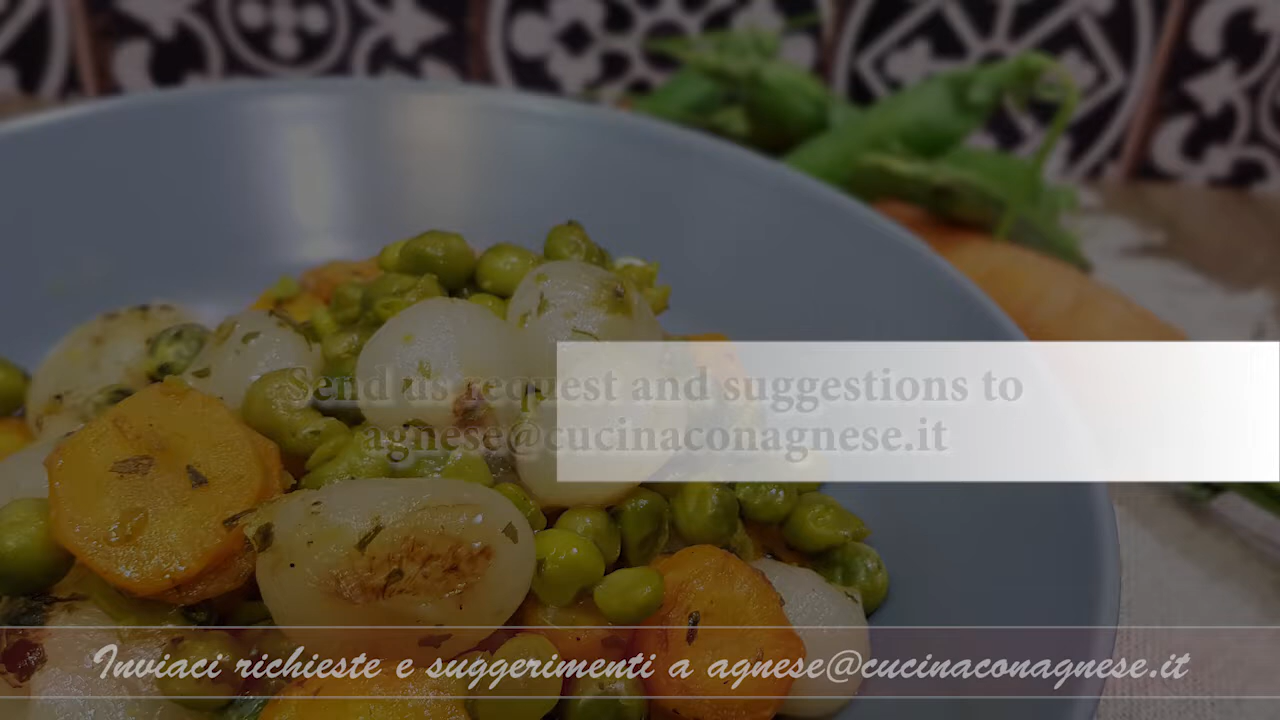 Send us request and suggestions to
agnese@cucinaconagnese.it
Inviaci richieste e suggerimenti a agnese@cucinaconagnese.it